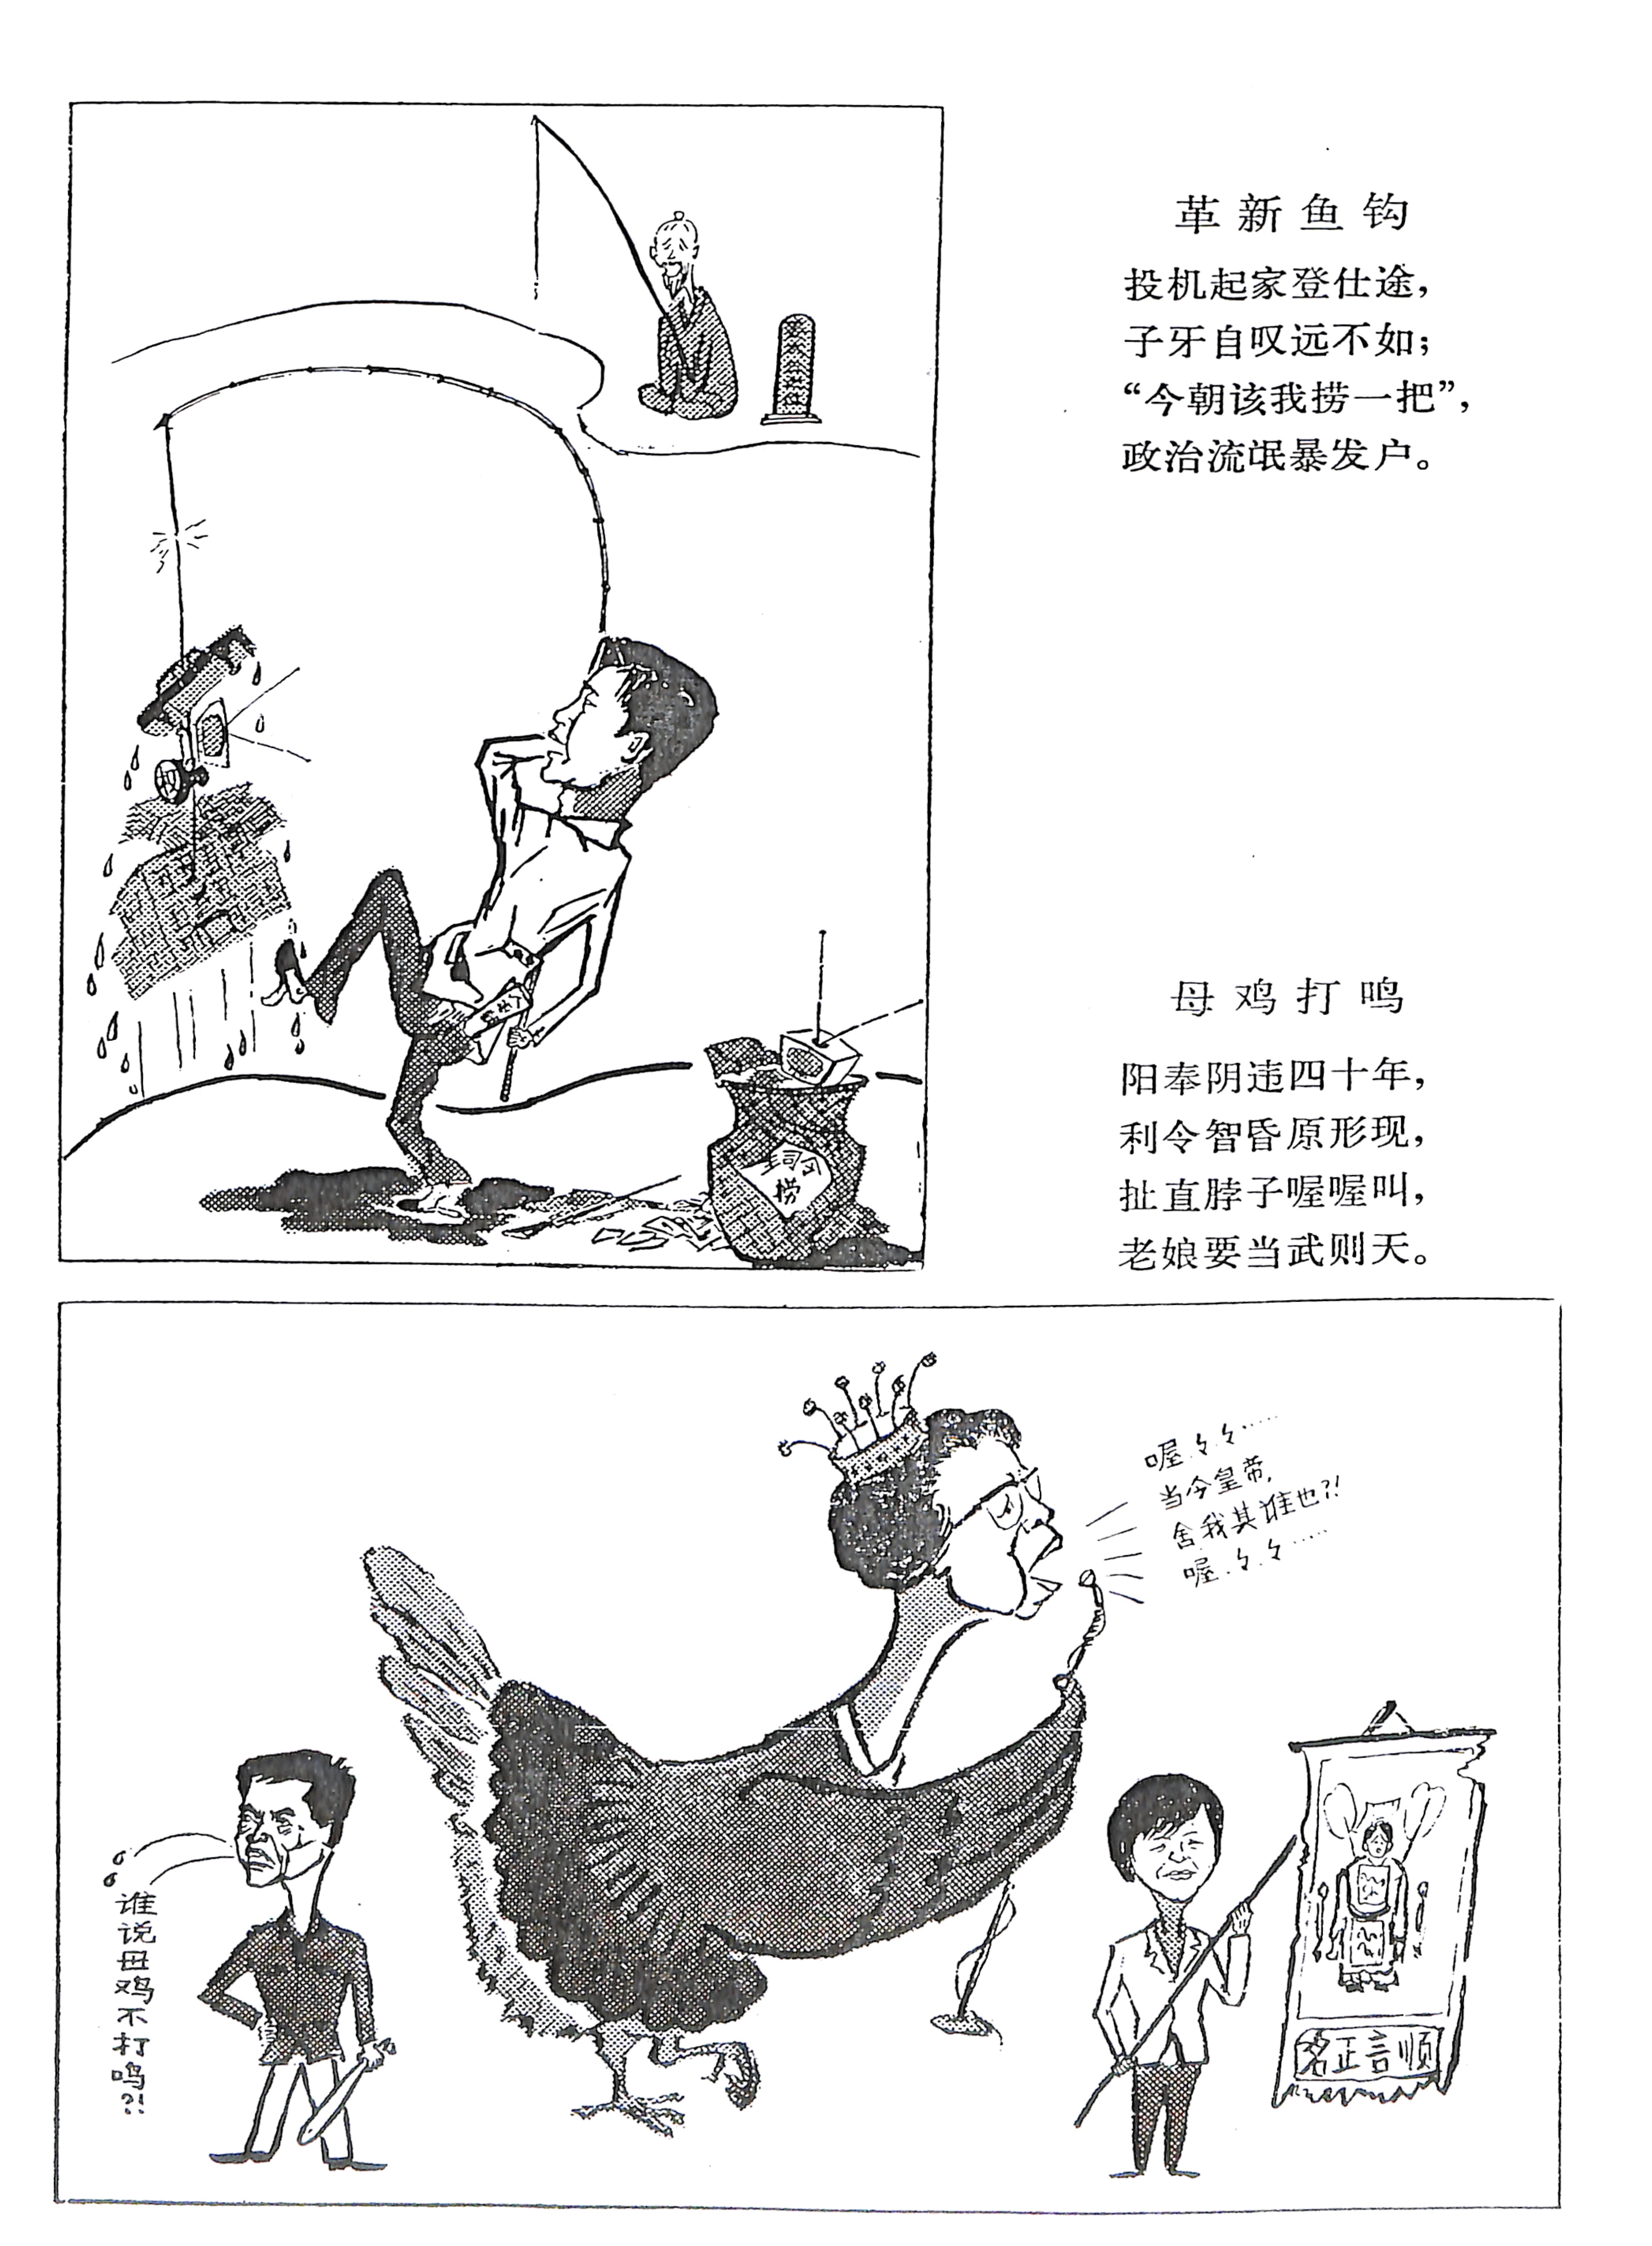 革新鱼钩
投机起家登仕途，
子牙自叹远不如；
“今朝该我捞一把”，
政治流氓暴发户。
王司令
捞
母鸡打鸣
阳奉阴违四十年，
利令智昏原形现，
扯直脖子喔喔叫，
老娘要当武则天。
喔々々……
当今皇帝，
舍我其谁也?!
喔々々……
谁说母鸡不打鸣?!
名正言顺